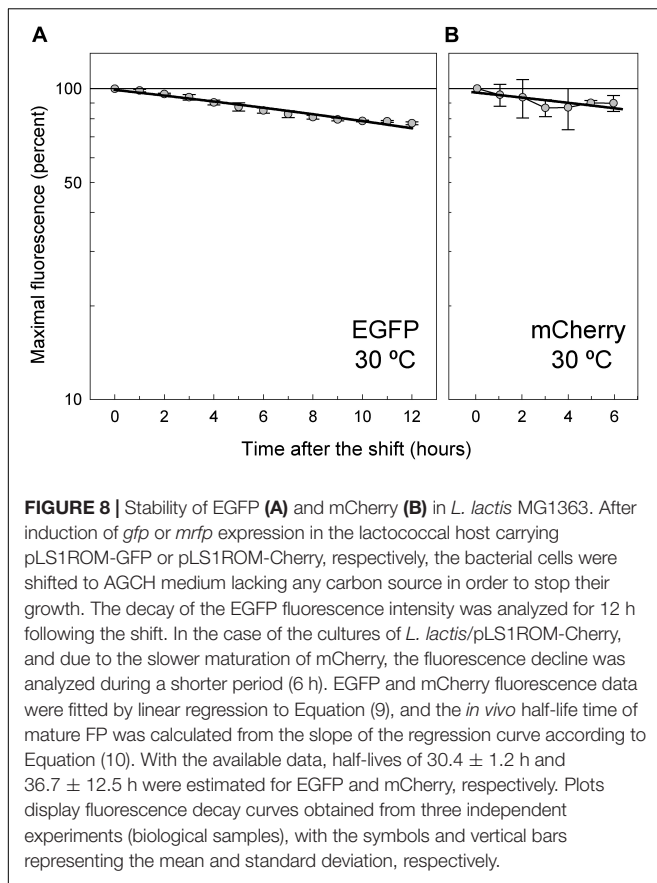 A
B
100
50
10
Maximal fluorescence (percent)
EGFP
30 ºC
mCherry
30 ºC
0 2 4 6 8 10 12
0 2 4 6
Time after the shift (hours)
FIGURE 8 | Stability of EGFP (A) and mCherry (B) in L. lactis MG1363. After
induction of gfp or mrfp expression in the lactococcal host carrying
pLS1ROM-GFP or pLS1ROM-Cherry, respectively, the bacterial cells were
shifted to AGCH medium lacking any carbon source in order to stop their
growth. The decay of the EGFP fluorescence intensity was analyzed for 12 h
following the shift. In the case of the cultures of L. lactis/pLS1ROM-Cherry,
and due to the slower maturation of mCherry, the fluorescence decline was
analyzed during a shorter period (6 h). EGFP and mCherry fluorescence data
were fitted by linear regression to Equation (9), and the in vivo half-life time of
mature FP was calculated from the slope of the regression curve according to
Equation (10). With the available data, half-lives of 30.4 ± 1.2 h and
36.7 ± 12.5 h were estimated for EGFP and mCherry, respectively. Plots
display fluorescence decay curves obtained from three independent
experiments (biological samples), with the symbols and vertical bars
representing the mean and standard deviation, respectively.